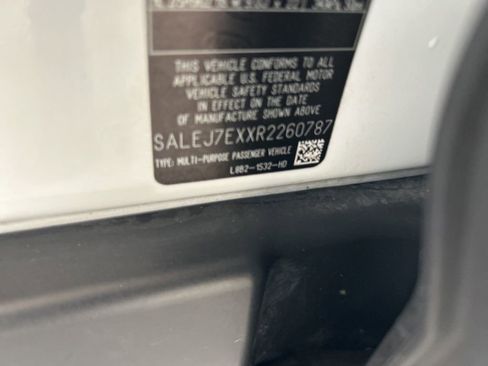 THIS VEHICLE CONFORMS TO ALL
APPLICABLE U.S. FEDERAL MOTOR
VEHICLE SAFETY STANDARDS
IN EFFECT ON THE DATE
OF MANUFACTURE SHOWN ABOVE
SALEJ7EXXR2260787
TYPE: MULTI-PURPOSE PASSENGER VEHICLE
L8B2-1532-HD